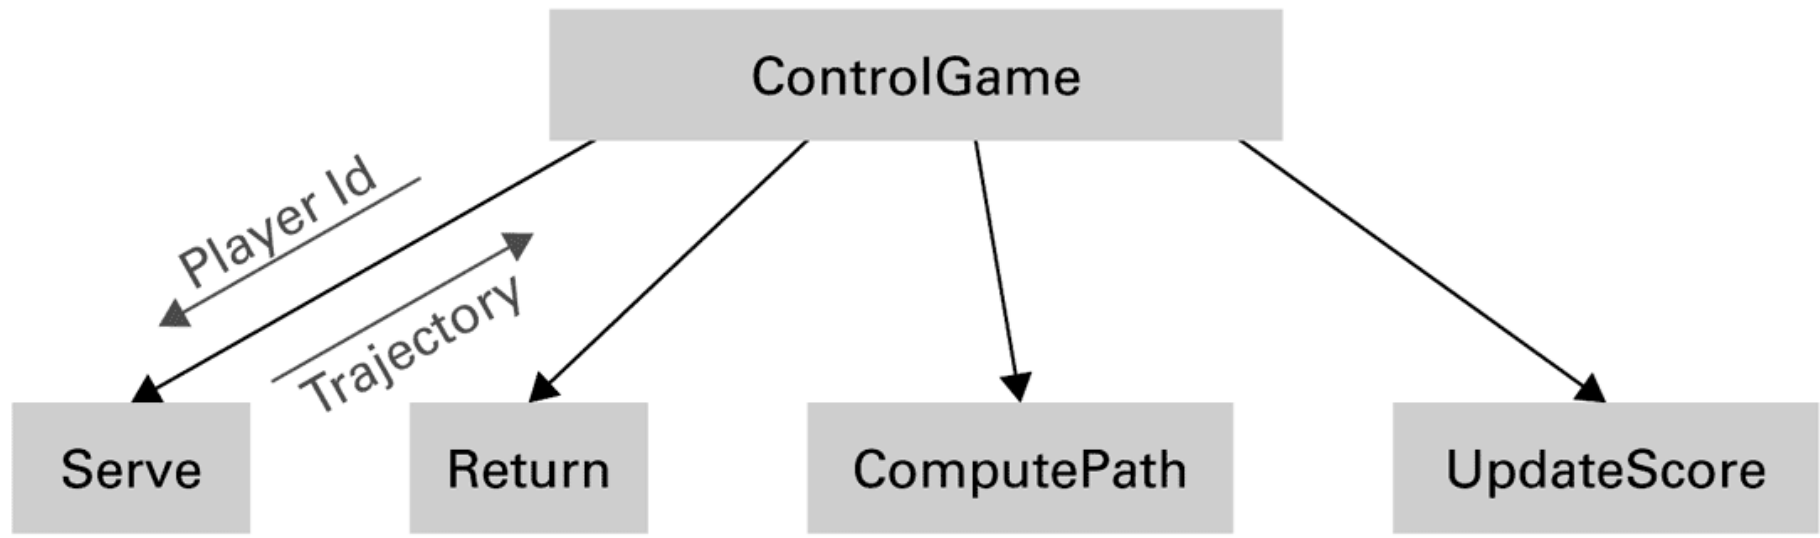 ControlGame
Player Id
Trajectory
Serve
Return
ComputePath
UpdateScore